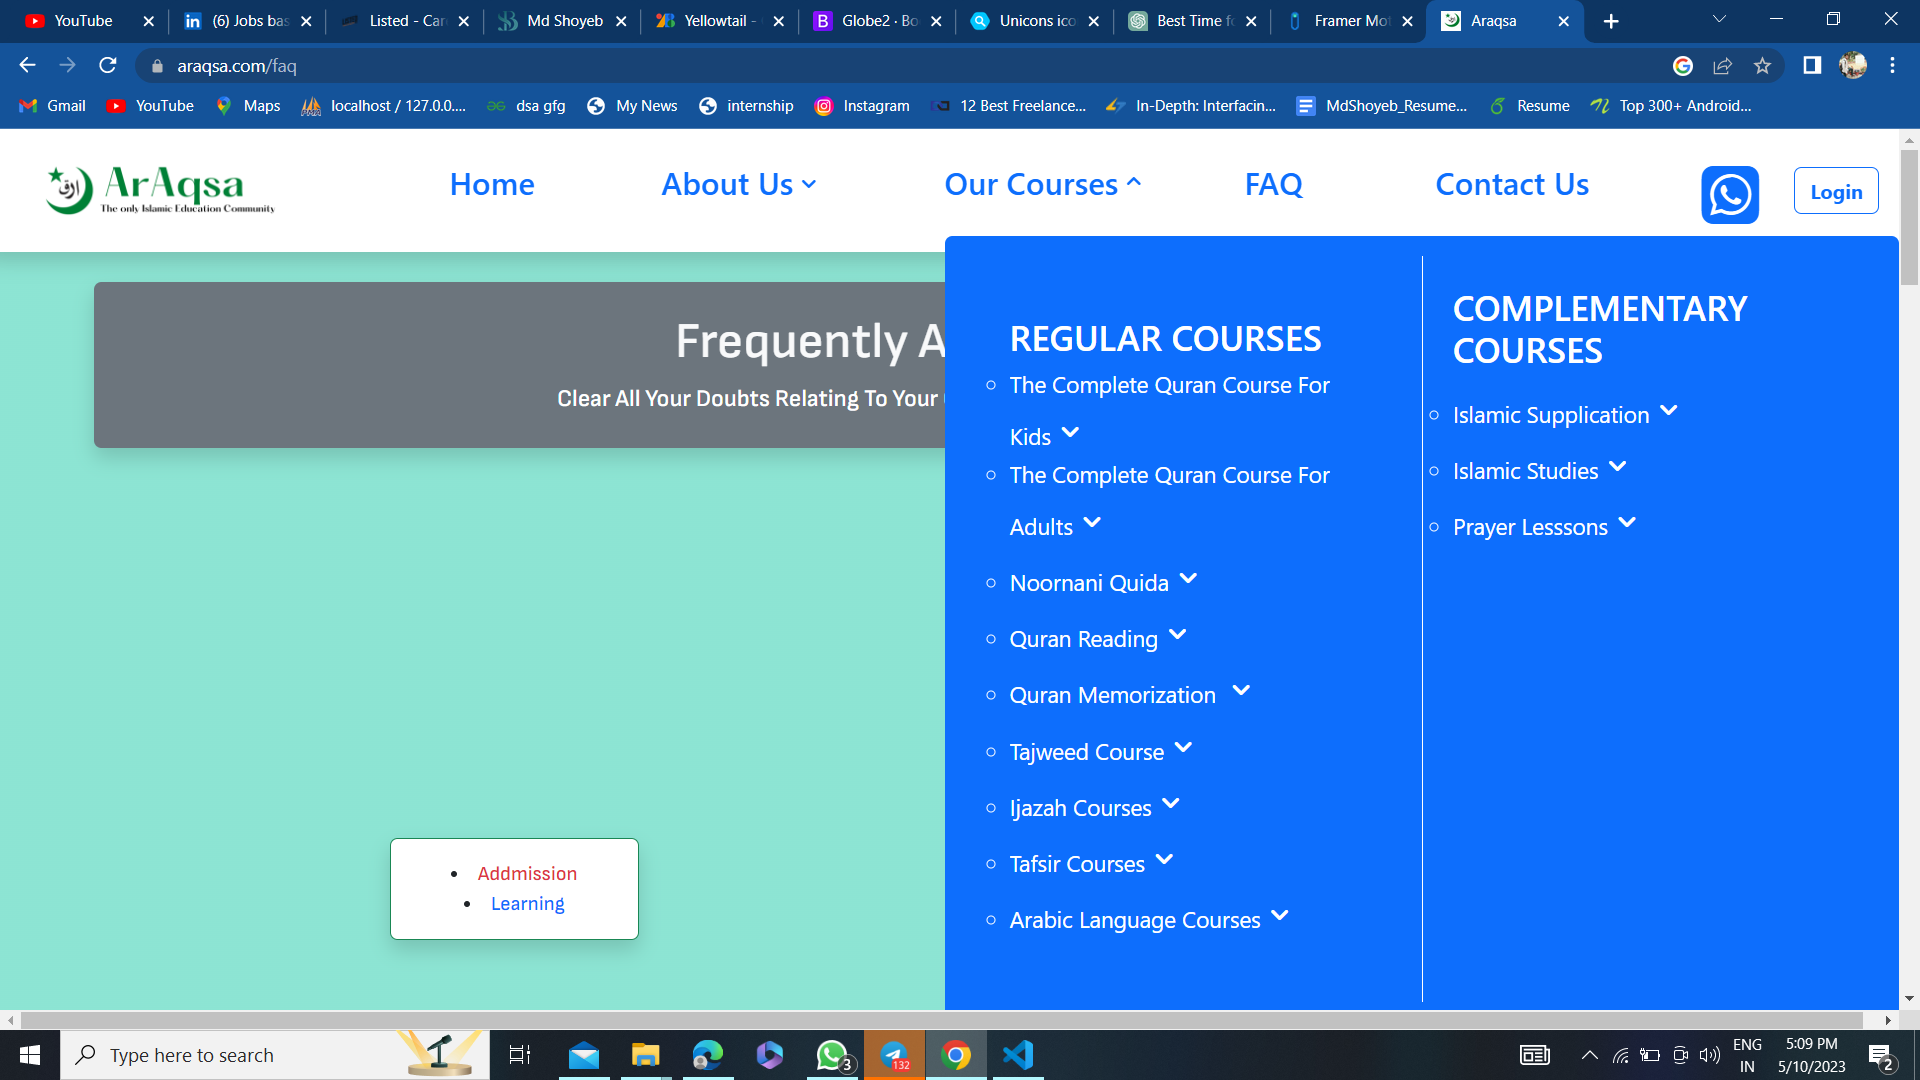 YouTube
(6) Jobs bas
Listed - Car
Md Shoyeb
Yellowtail -
Globe2 · Bo
Unicons ico
Best Time fo
Framer Mot
Araqsa
araqsa.com/faq
Gmail
YouTube
Maps
localhost / 127.0.0....
dsa gfg
My News
internship
Instagram
12 Best Freelance...
In-Depth: Interfacin...
MdShoyeb_Resume...
Resume
Top 300+ Android...
ArAqsa
The only Islamic Education Community
Home
About Us
Our Courses
FAQ
Contact Us
Login
Frequently A
Clear All Your Doubts Relating To Your
Addmission
Learning
REGULAR COURSES
The Complete Quran Course For
Kids
The Complete Quran Course For
Adults
Noornani Quida
Quran Reading
Quran Memorization
Tajweed Course
Ijazah Courses
Tafsir Courses
Arabic Language Courses
COMPLEMENTARY
COURSES
Islamic Supplication
Islamic Studies
Prayer Lesssons
Type here to search
3
132
ENG
IN
5:09 PM
5/10/2023
2